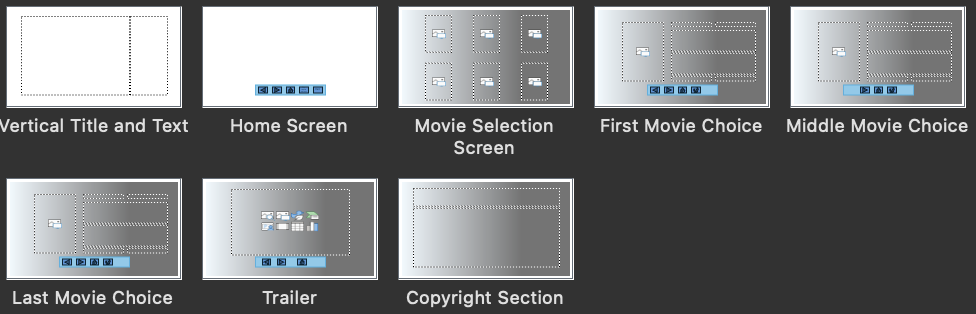 Vertical Title and Text
Home Screen
Movie Selection
Screen
First Movie Choice
Middle Movie Choice
Last Movie Choice
Trailer
Copyright Section